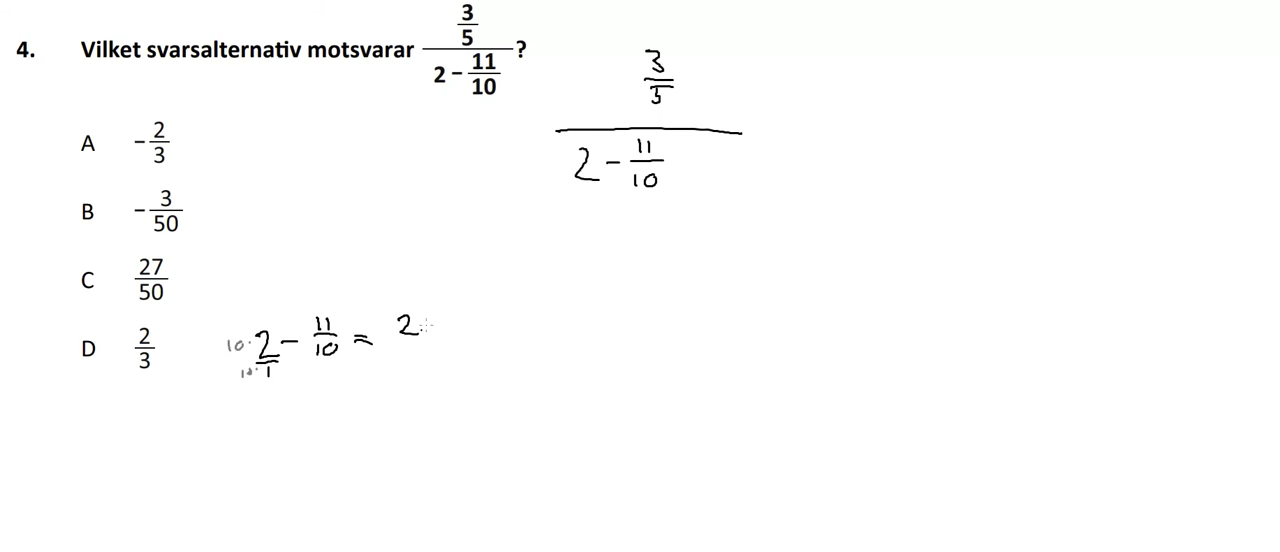 4. Vilket svarsalternativ motsvarar (3/5)/(2 − 11/10) ?
(3/5)/(2 − 11/10)
A −2/3
B −3/50
C 27/50
D 2/3
10· 2/10· 1 − 11/10 = 2